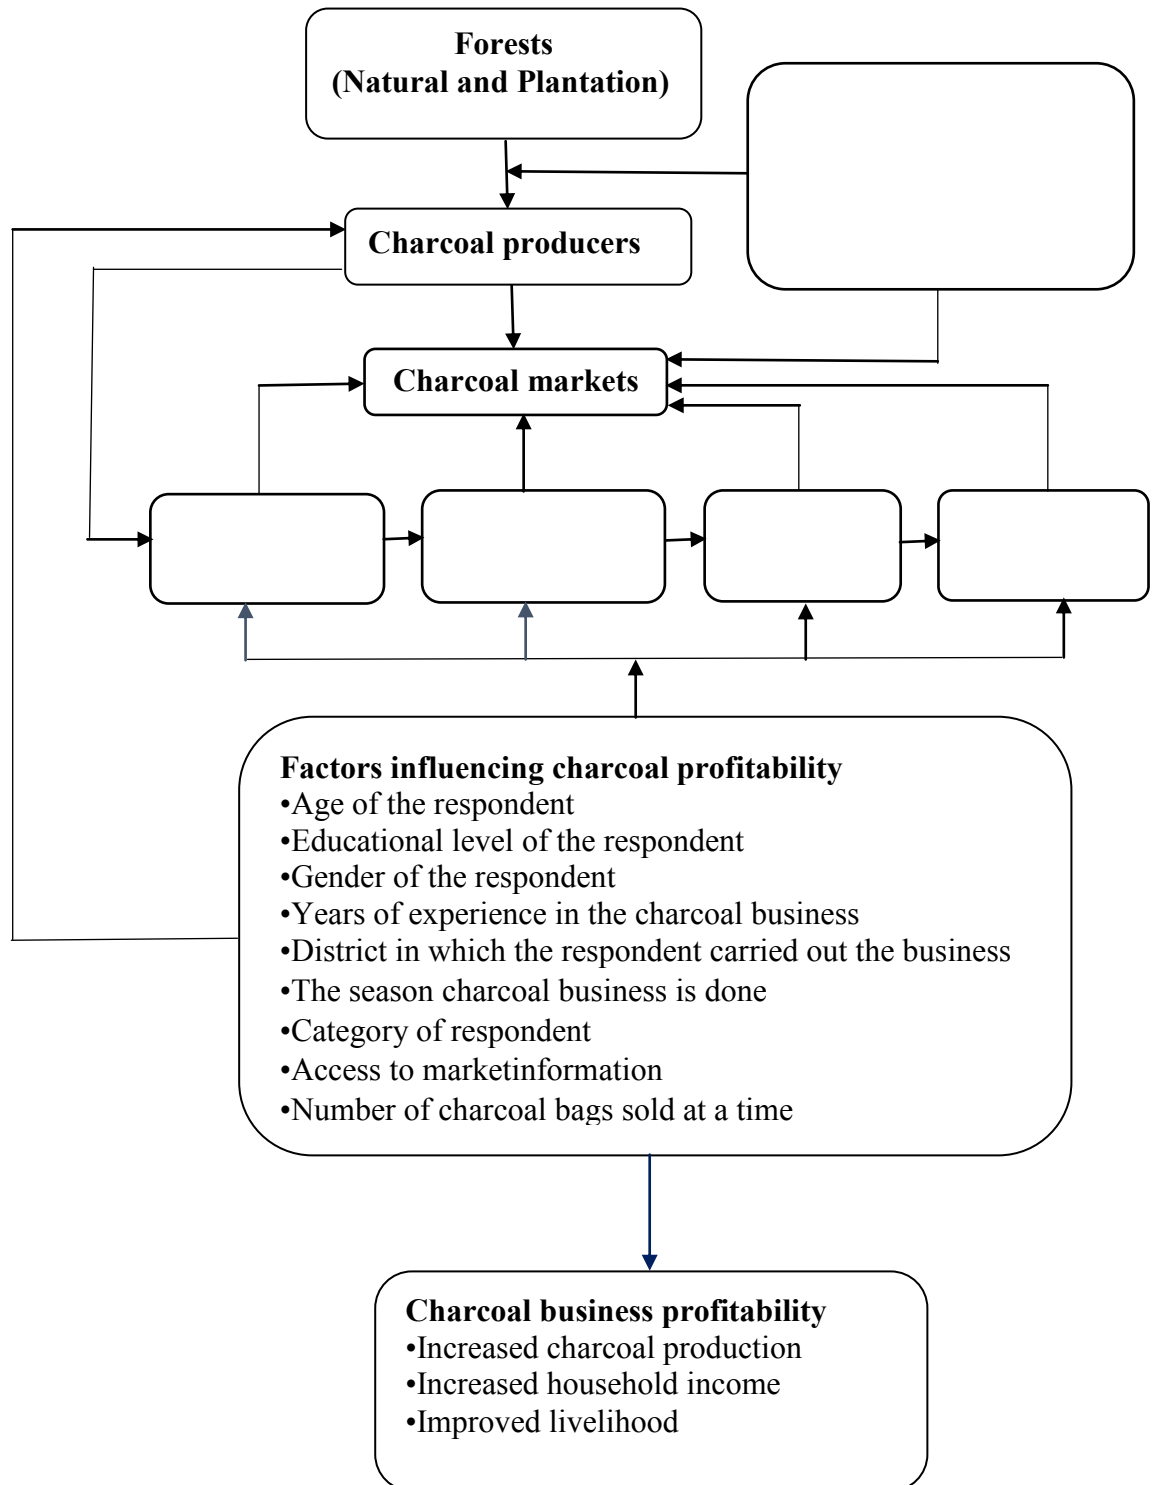 Forests
(Natural and Plantation)
Charcoal producers
Charcoal markets
Factors influencing charcoal profitability
•Age of the respondent
•Educational level of the respondent
•Gender of the respondent
•Years of experience in the charcoal business
•District in which the respondent carried out the business
•The season charcoal business is done
•Category of respondent
•Access to marketinformation
•Number of charcoal bags sold at a time
Charcoal business profitability
•Increased charcoal production
•Increased household income
•Improved livelihood